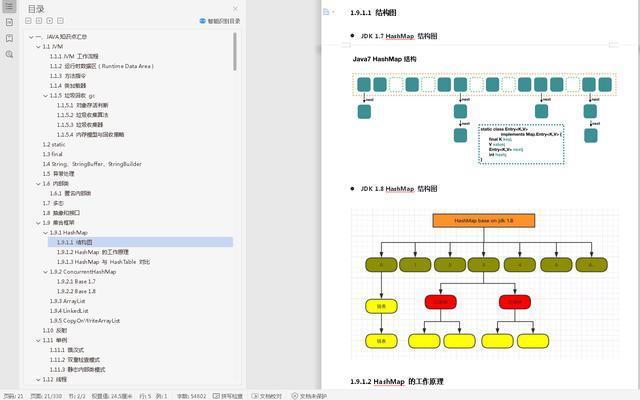 目录
智能识别目录
一、JAVA知识点汇总
1.1 JVM
1.1.1 JVM 工作流程
1.1.2 运行时数据区（Runtime Data Area）
1.1.3 方法指令
1.1.4 类加载器
1.1.5 垃圾回收 gc
1.1.5.1 对象存活判断
1.1.5.2 垃圾收集算法
1.1.5.3 垃圾收集器
1.1.5.4 内存模型与回收策略
1.2 static
1.3 final
1.4 String、StringBuffer、StringBuilder
1.5 异常处理
1.6 内部类
1.6.1 匿名内部类
1.7 多态
1.8 抽象和接口
1.9 集合框架
1.9.1 HashMap
1.9.1.1 结构图
1.9.1.2 HashMap 的工作原理
1.9.1.3 HashMap 与 HashTable 对比
1.9.2 ConcurrentHashMap
1.9.2.1 Base 1.7
1.9.2.2 Base 1.8
1.9.3 ArrayList
1.9.4 LinkedList
1.9.5 CopyOnWriteArrayList
1.10 反射
1.11 单例
1.11.1 饿汉式
1.11.2 双重检查模式
1.11.3 静态内部类模式
1.12 线程
1.9.1.1 结构图
JDK 1.7 HashMap 结构图
Java7 HashMap 结构
next
next
next
next
next
static class Entry<K,V>
implements Map.Entry<K,V> {
final K key;
V value;
Entry<K,V> next;
int hash;
}
JDK 1.8 HashMap 结构图
HashMap base on jdk 1.8
链表
链表
1.9.1.2 HashMap 的工作原理
页码: 21 页面: 21/330 节: 2/2 设置值: 24.5厘米 行: 5 列: 1 字数: 54802 拼写检查 文档校对 文档未保护